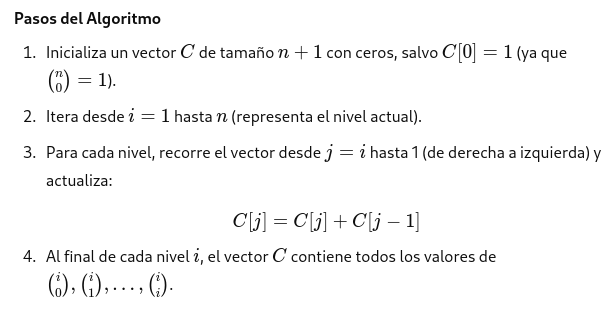 Pasos del Algoritmo
1. Inicializa un vector C de tamaño n + 1 con ceros, salvo C[0] = 1 (ya que
(n 0) = 1).
2. Itera desde i = 1 hasta n (representa el nivel actual).
3. Para cada nivel, recorre el vector desde j = i hasta 1 (de derecha a izquierda) y
actualiza:
C[j] = C[j] + C[j − 1]
4. Al final de cada nivel i, el vector C contiene todos los valores de
(i 0), (i 1), . . . , (i i).